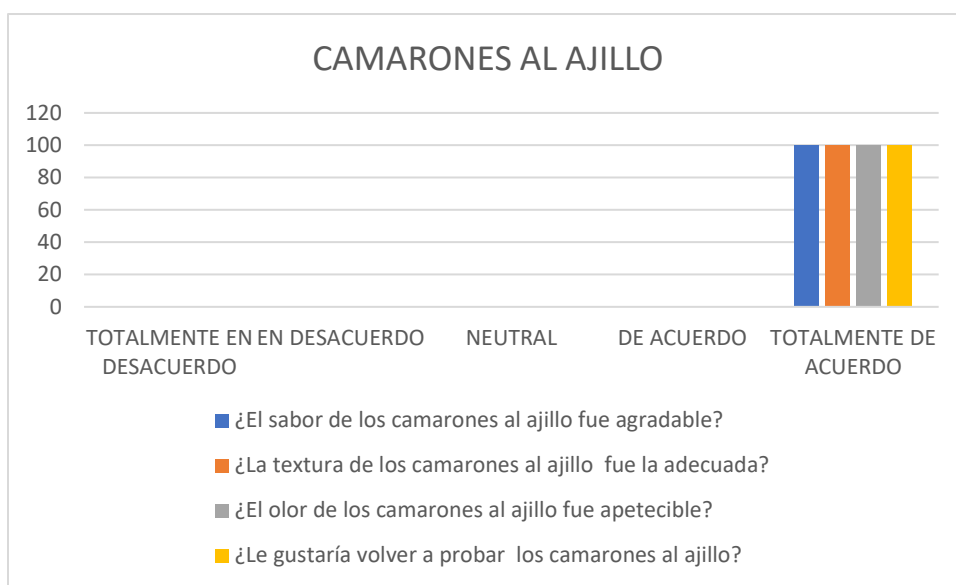 CAMARONES AL AJILLO
120
100
80
60
40
20
0
TOTALMENTE EN DESACUERDO
EN DESACUERDO
NEUTRAL
DE ACUERDO
TOTALMENTE DE ACUERDO
¿El sabor de los camarones al ajillo fue agradable?
¿La textura de los camarones al ajillo  fue la adecuada?
¿El olor de los camarones al ajillo fue apetecible?
¿Le gustaría volver a probar  los camarones al ajillo?